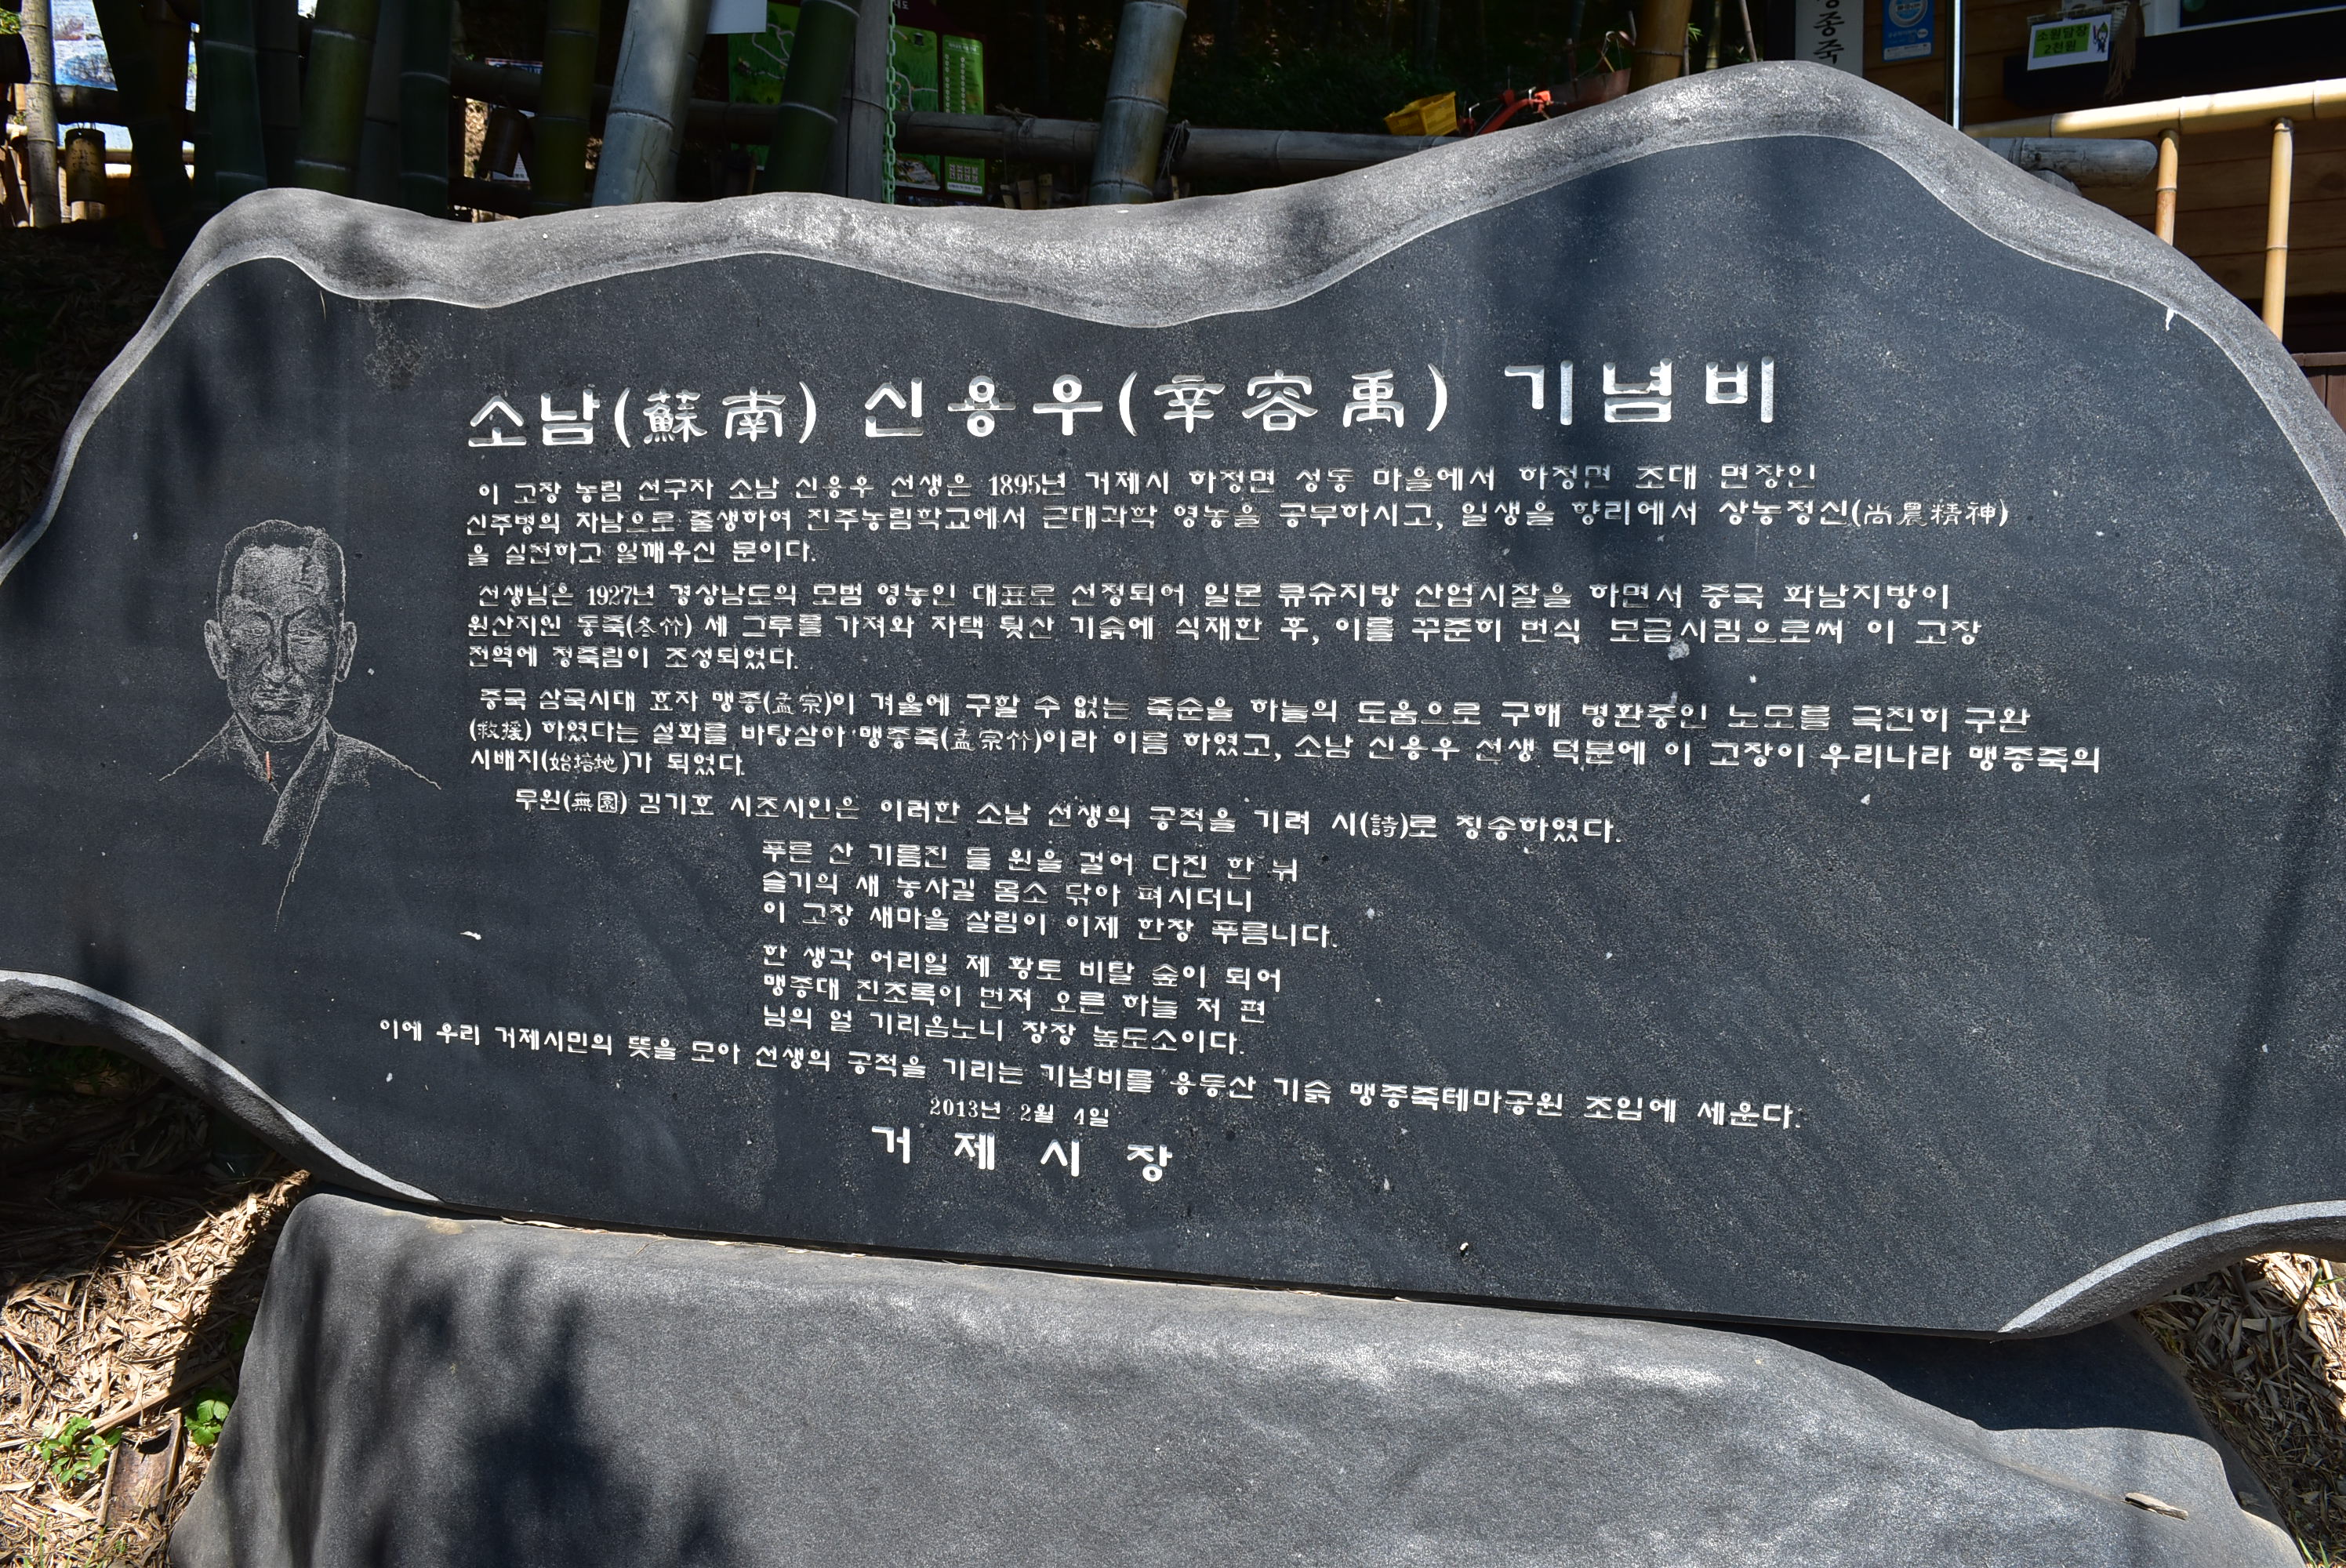 소남(蘇南) 신용우(辛容禹) 기념비
이 고장 농림 선구자 소남 신용우 선생은 1895년 거제시 하청면 성동 마을에서 하청면 초대 면장인
신주병의 차남으로 출생하여 진주농림학교에서 근대과학 영농을 공부하시고, 일생을 향리에서 상농정신(尙農精神)
을 실천하고 일깨우신 분이다.
선생님은 1927년 경상남도의 모범 영농인 대표로 선정되어 일본 큐슈지방 산업시찰을 하면서 중국 화남지방이
원산지인 동죽(冬竹) 세 그루를 가져와 자택 뒷산 기슭에 식재한 후, 이를 꾸준히 번식 보급시킴으로써 이 고장
전역에 청죽림이 조성되었다.
중국 삼국시대 효자 맹종(孟宗)이 겨울에 구할 수 없는 죽순을 하늘의 도움으로 구해 병환중인 노모를 극진히 구완
(救援) 하였다는 설화를 바탕삼아 맹종죽(孟宗竹)이라 이름 하였고, 소남 신용우 선생 덕분에 이 고장이 우리나라 맹종죽의
시배지(始培地)가 되었다.
무원(無園) 김기호 시조시인은 이러한 소남 선생의 공적을 기려 시(詩)로 칭송하였다.
푸른 산 기름진 들 원을 걸어 다진 한 뉘
슬기의 새 농사길 몸소 닦아 펴시더니
이 고장 새마을 살림이 이제 한창 푸릅니다.
한 생각 어리일 제 황토 비탈 숲이 되어
맹종대 진초록이 번져 오른 하늘 저 편
님의 얼 기리옵노니 창창 높도소이다.
이에 우리 거제시민의 뜻을 모아 선생의 공적을 기리는 기념비를 용등산 기슭 맹종죽테마공원 초입에 세운다.
2013년 2월 4일
거 제 시 장
종죽
소원담장
2천원